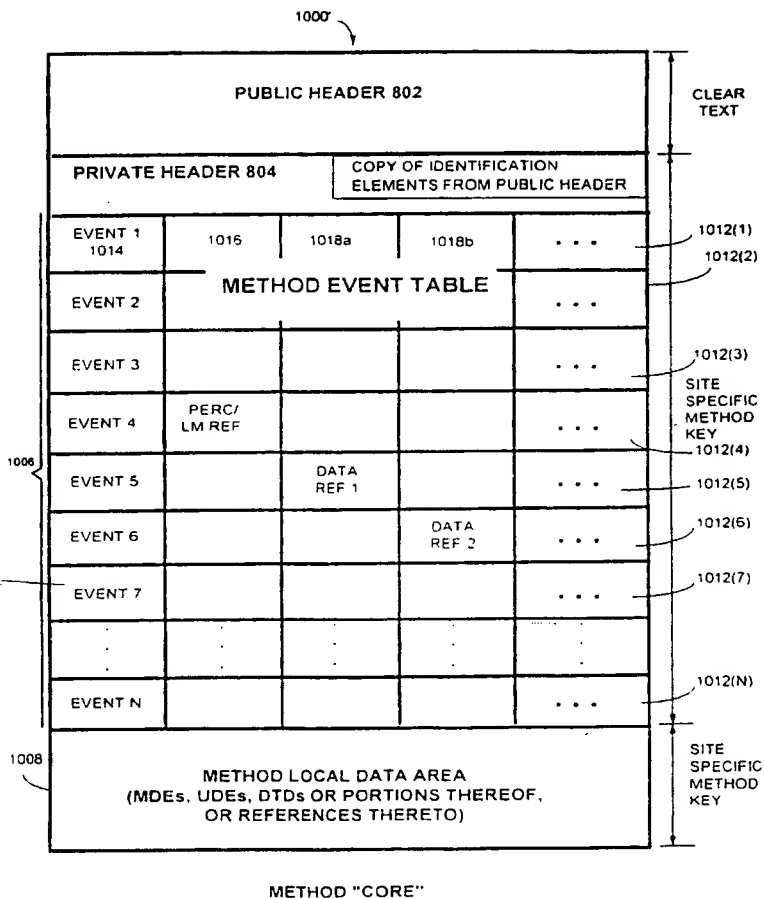 1000
PUBLIC HEADER 802
CLEAR
TEXT
PRIVATE HEADER 804
COPY OF IDENTIFICATION
ELEMENTS FROM PUBLIC HEADER
EVENT 1
1014
1016
1018a
1018b
...
1012(1)
1012(2)
METHOD EVENT TABLE
EVENT 2
...
EVENT 3
...
1012(3)
SITE
SPECIFIC
METHOD
KEY
EVENT 4
PERC/
LM REF
...
1012(4)
1006
EVENT 5
DATA
REF 1
...
1012(5)
EVENT 6
DATA
REF 2
...
1012(6)
EVENT 7
...
1012(7)
EVENT N
...
1012(N)
1008
METHOD LOCAL DATA AREA
(MDEs, UDEs, DTDs OR PORTIONS THEREOF,
OR REFERENCES THERETO)
SITE
SPECIFIC
METHOD
KEY
METHOD "CORE"